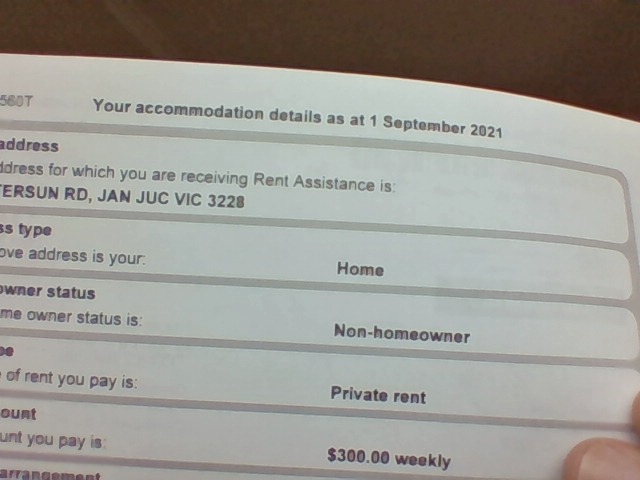 560T Your accommodation details as at 1 September 2021
address
ddress for which you are receiving Rent Assistance is:
TERSUN RD, JAN JUC VIC 3228
ss type
ove address is your: Home
owner status
me owner status is: Non-homeowner
pe
of rent you pay is: Private rent
ount
unt you pay is: $300.00 weekly
arrangement